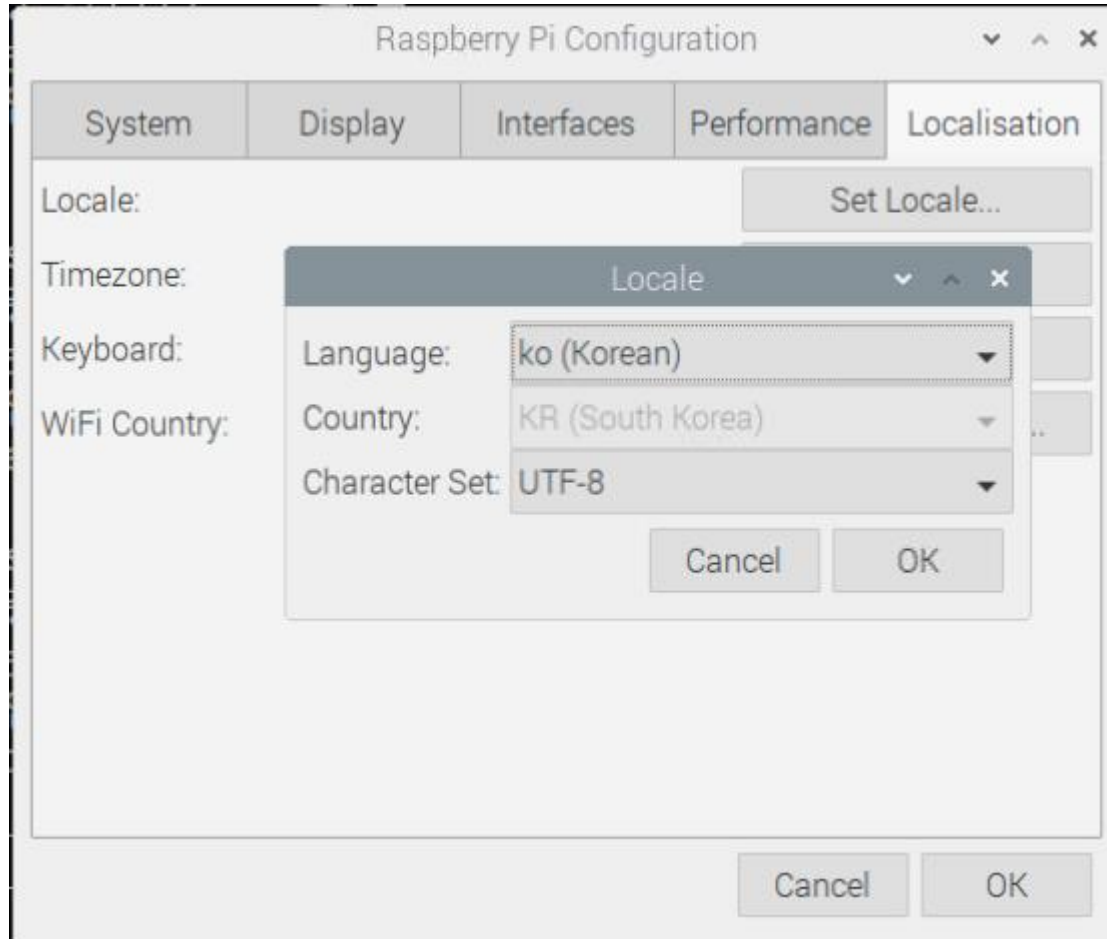 Raspberry Pi Configuration
System Display Interfaces Performance Localisation
Locale: Set Locale...
Timezone:
Locale
Keyboard:
Language: ko (Korean)
WiFi Country:
Country: KR (South Korea)
..
Character Set: UTF-8
Cancel OK
Cancel OK